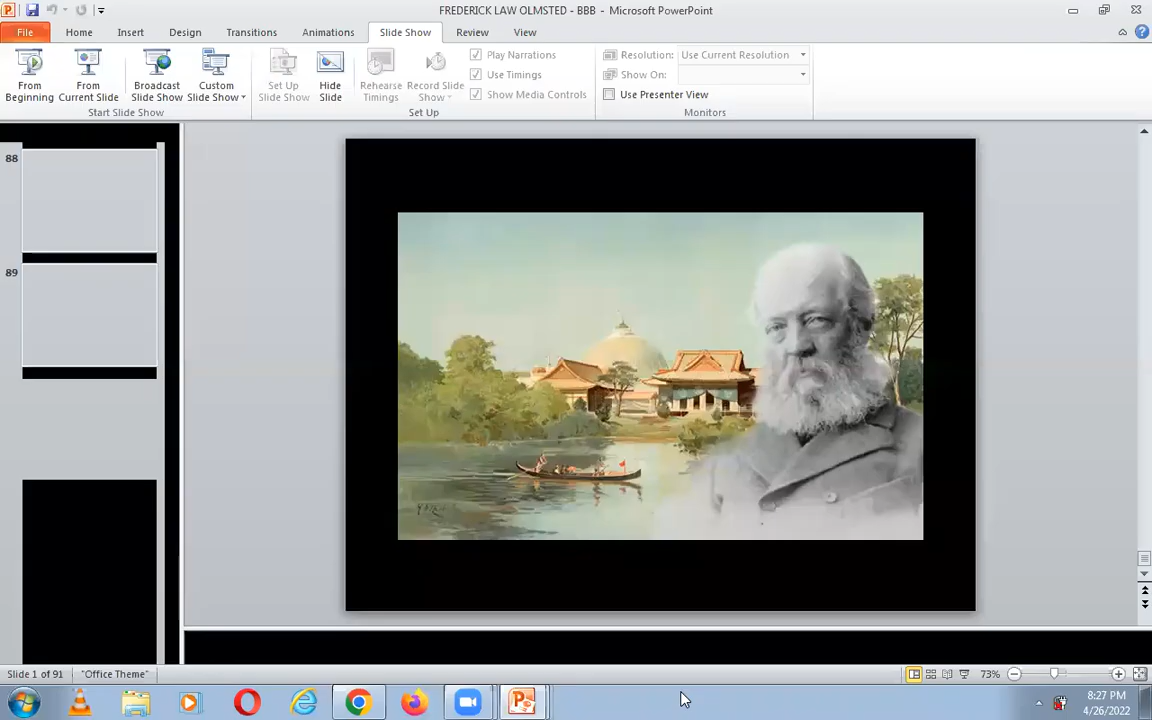 FREDERICK LAW OLMSTED - BBB - Microsoft PowerPoint
File Home Insert Design Transitions Animations Slide Show Review View
From Beginning
From Current Slide
Broadcast Slide Show
Custom Slide Show
Start Slide Show
Set Up Slide Show
Hide Slide
Rehearse Timings
Record Slide Show
Play Narrations
Use Timings
Show Media Controls
Set Up
Resolution: Use Current Resolution
Show On:
Use Presenter View
Monitors
88
89
Slide 1 of 91 "Office Theme" 73%
8:27 PM
4/26/2022